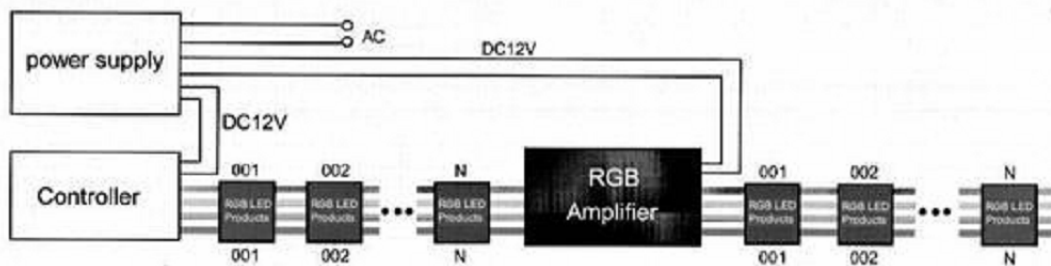 AC
power supply
DC12V
DC12V
001 002 N RGB 001 002 N
Controller
RGB LED RGB LED RGB LED Amplifier RGB LED RGB LED RGB LED
Products Products Products Products Products Products
001 002 N 001 002 N